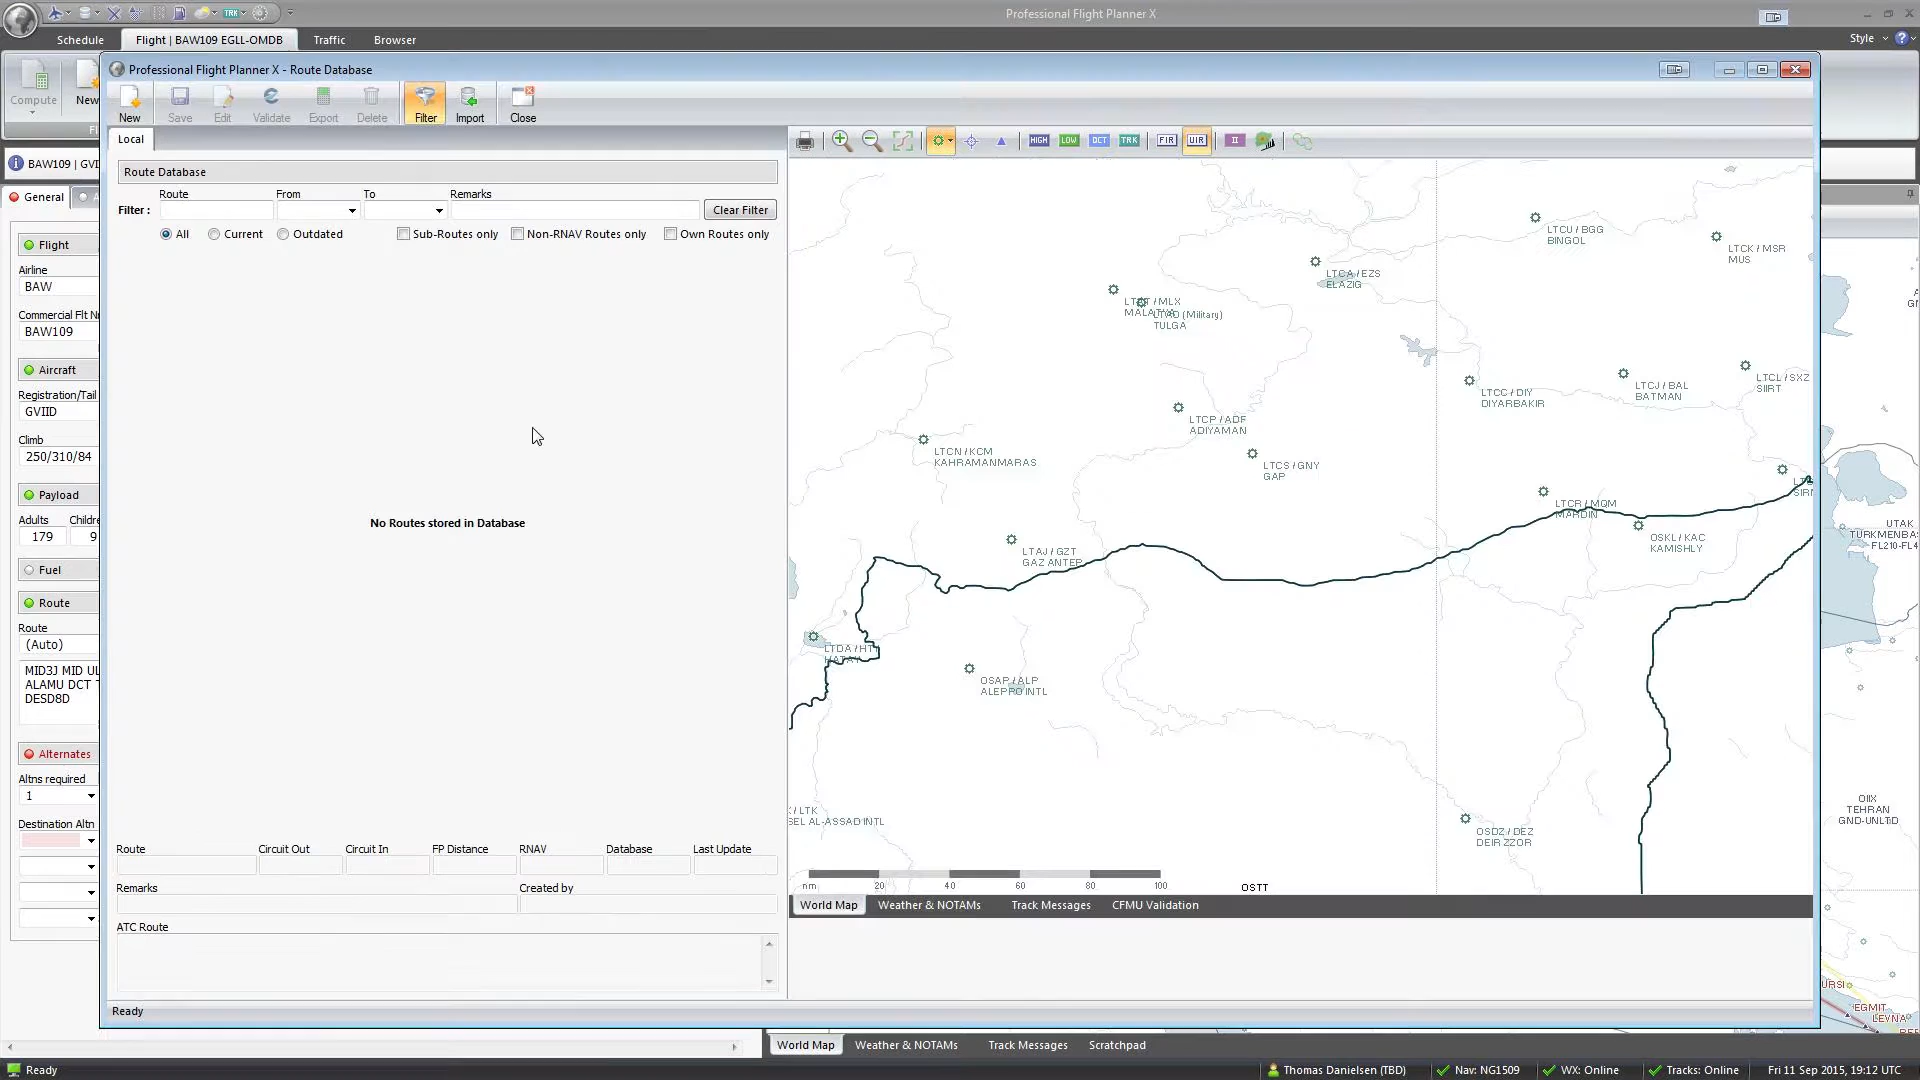 Professional Flight Planner X
Schedule
Flight | BAW109 EGLL-OMDB
Traffic
Browser
Style
Professional Flight Planner X - Route Database
Compute
New
New
Save
Edit
Validate
Export
Delete
Filter
Import
Close
Local
HIGH
LOW
DCT
TRK
FIR
UIR
BAW109 | GVI
General
Route Database
Route
From
To
Remarks
Filter :
Clear Filter
All
Current
Outdated
Sub-Routes only
Non-RNAV Routes only
Own Routes only
Flight
Airline
BAW
Commercial Flt N
BAW109
Aircraft
Registration/Tail
GVIID
Climb
250/310/84
Payload
Adults
Childre
179
9
Fuel
Route
Route
(Auto)
MID3J MID UL
ALAMU DCT T
DESD8D
Alternates
Altns required
1
Destination Altn
No Routes stored in Database
Route
Circuit Out
Circuit In
FP Distance
RNAV
Database
Last Update
Remarks
Created by
ATC Route
Ready
LTCU / BGG
BINGOL
LTCK / MSR
MUS
LTCA / EZS
ELAZIG
MLX
(Military)
TULGA
LTCL / SXZ
SIIRT
LTCJ / BAL
BATMAN
LTCC / DIY
DIYARBAKIR
LTCP / ADF
ADIYAMAN
LTCN / KCM
KAHRAMANMARAS
LTCS / GNY
GAP
LTCR / MQM
MARDIN
OSKL / KAC
KAMISHLY
LTAJ / GZT
GAZ ANTEP
HATAY
OSAP / ALP
ALEPPO INTL
/ LTK
SEL AL-ASSAD INTL
OSDZ / DEZ
DEIR ZZOR
nm
20
40
60
80
100
OSTT
UTAK
TURKMENBA
FL210-FL4
OIIX
TEHRAN
GND-UNLTD
EGMIT
LEVNA
World Map
Weather & NOTAMs
Track Messages
CFMU Validation
World Map
Weather & NOTAMs
Track Messages
Scratchpad
Ready
Thomas Danielsen (TBD)
Nav: NG1509
WX: Online
Tracks: Online
Fri 11 Sep 2015, 19:12 UTC